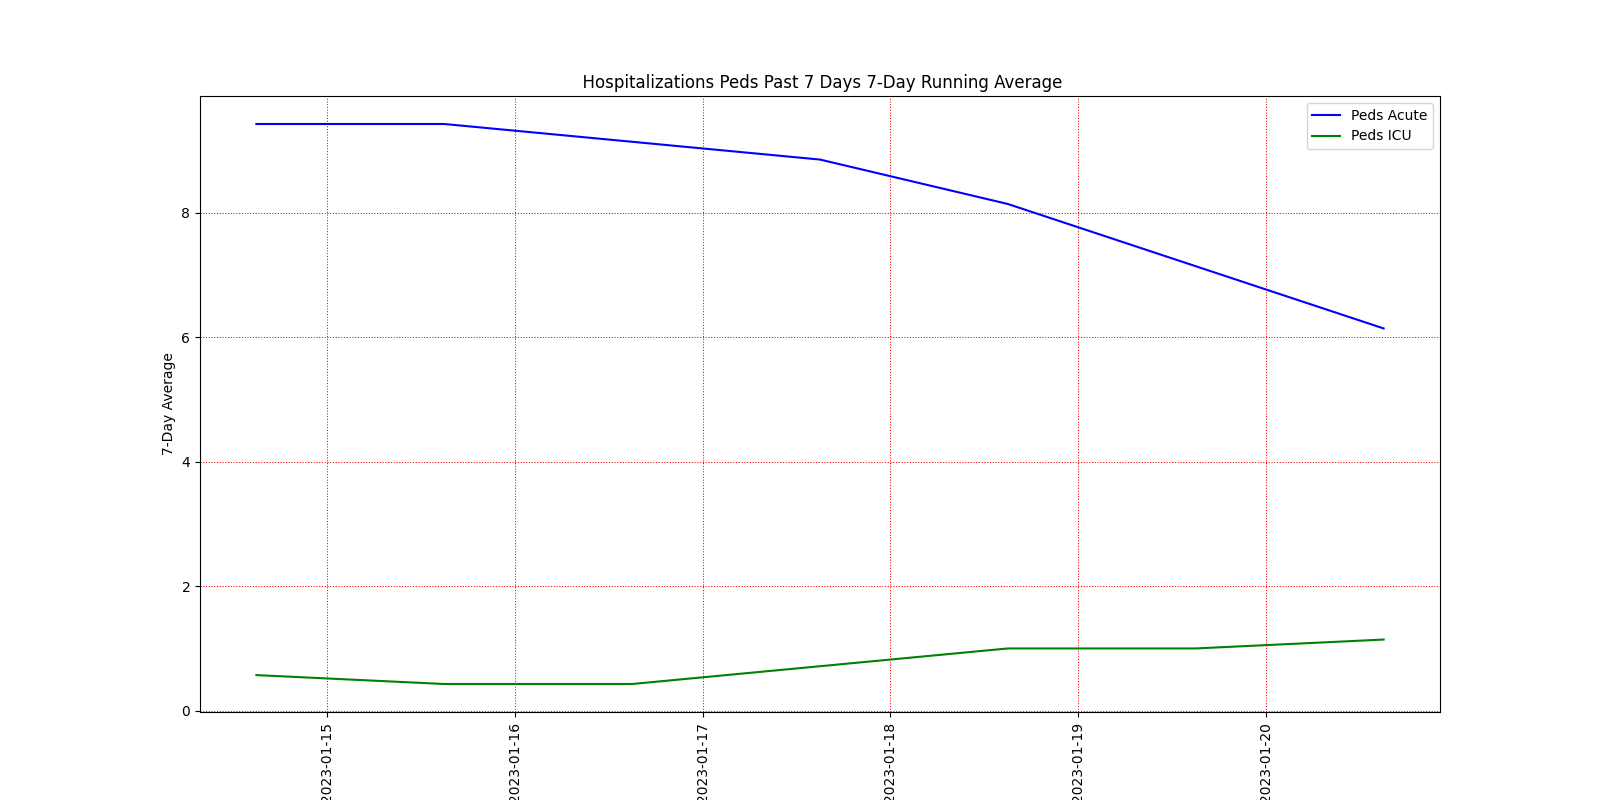 Hospitalizations Peds Past 7 Days 7-Day Running Average
Peds Acute
Peds ICU
7-Day Average
8
6
4
2
0
2023-01-15
2023-01-16
2023-01-17
2023-01-18
2023-01-19
2023-01-20